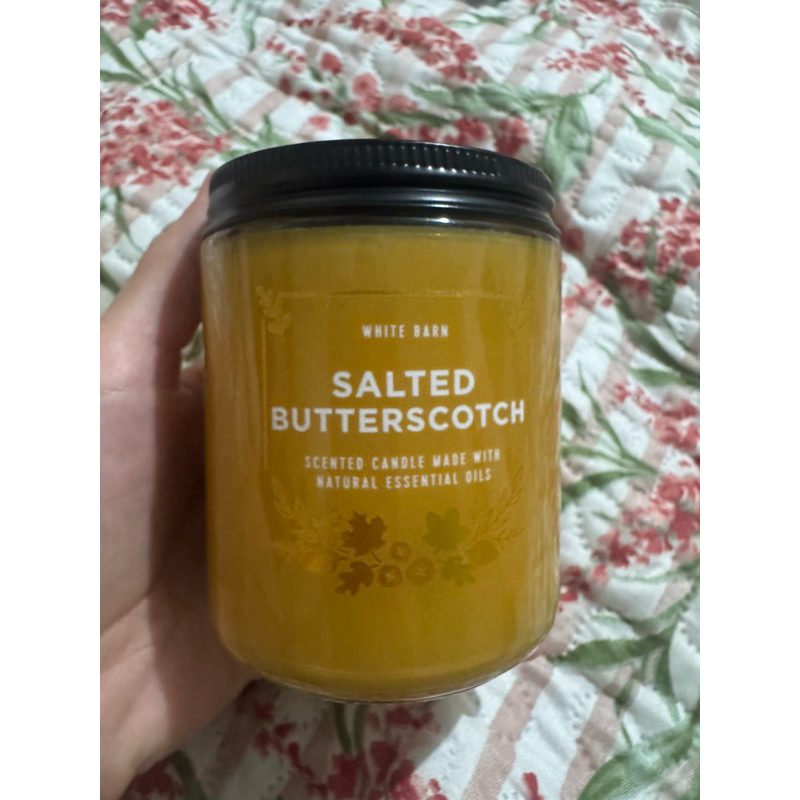 WHITE BARN
SALTED
BUTTERSCOTCH
SCENTED CANDLE MADE WITH
NATURAL ESSENTIAL OILS